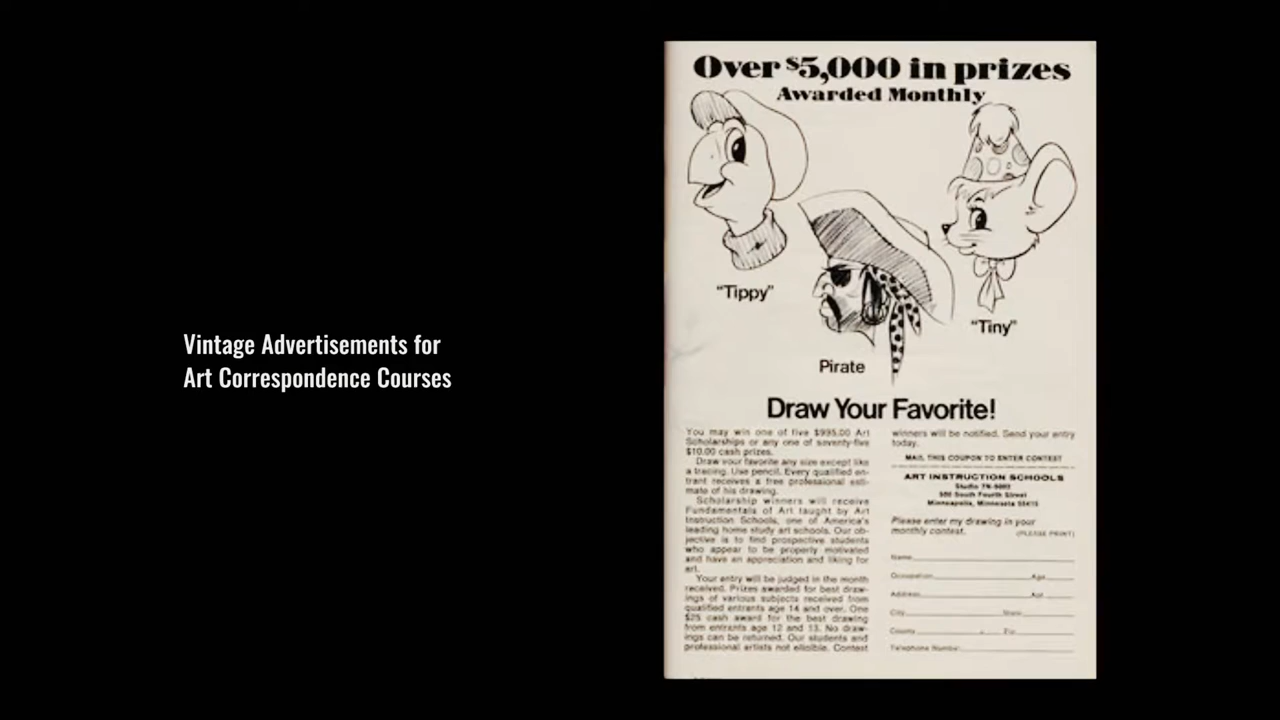 Vintage Advertisements for
Art Correspondence Courses
Over $5,000 in prizes
Awarded Monthly
"Tippy"
Pirate
"Tiny"
Draw Your Favorite!
You may win one of five $995.00 Art
Scholarships or any one of seventy-five
$10.00 cash prizes.
Draw your favorite any size except like
a tracing. Use pencil. Every qualified en-
trant receives a free professional esti-
mate of his drawing.
Scholarship winners will receive
Fundamentals of Art taught by Art
Instruction Schools, one of America's
leading home study art schools. Our ob-
jective is to find prospective students
who appear to be properly motivated
and have an appreciation and liking for
art.
Your entry will be judged in the month
received. Prizes awarded for best draw-
ings of various subjects received from
qualified entrants age 14 and over. One
$25 cash award for the best drawing
from entrants age 12 and 13. No draw-
ings can be returned. Our students and
professional artists not eligible. Contest
winners will be notified. Send your entry
today.
MAIL THIS COUPON TO ENTER CONTEST
ART INSTRUCTION SCHOOLS
Studio
500 South Fourth Street
Minneapolis, Minnesota 55415
Please enter my drawing in your
monthly contest. (PLEASE PRINT)
Name
Occupation Age
Address Apt
City State
County Zip
Telephone Number